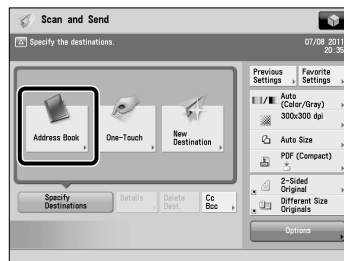 Scan and Send
Specify the destinations.
07/08 2011
20:35
Previous
Settings
Favorite
Settings
Auto
(Color/Gray)
300x300 dpi
Auto Size
PDF (Compact)
2-Sided
Original
Different Size
Originals
Options
Address Book
One-Touch
New
Destination
Specify
Destinations
Details
Delete
Dest.
Cc
Bcc